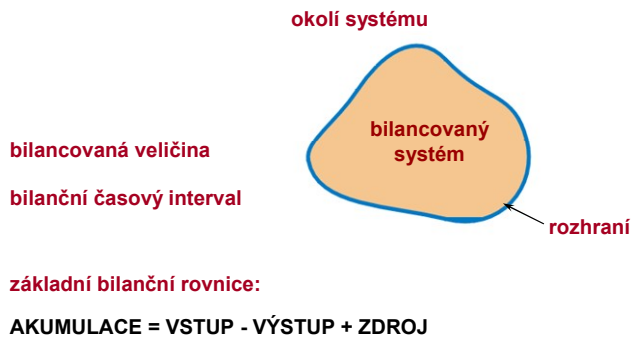 okolí systému
bilancovaný
systém
bilancovaná veličina
bilanční časový interval
rozhraní
základní bilanční rovnice:
AKUMULACE = VSTUP - VÝSTUP + ZDROJ